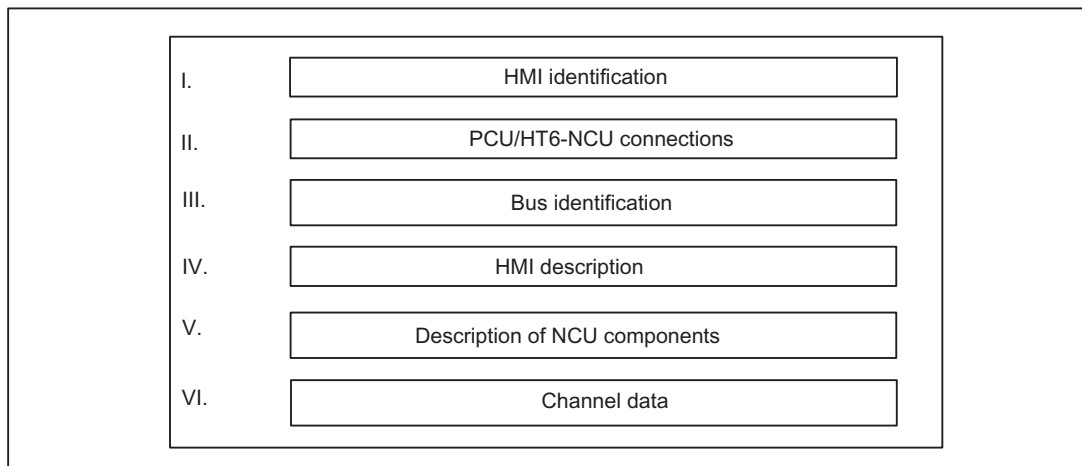 I. HMI identification
II. PCU/HT6-NCU connections
III. Bus identification
IV. HMI description
V. Description of NCU components
VI. Channel data